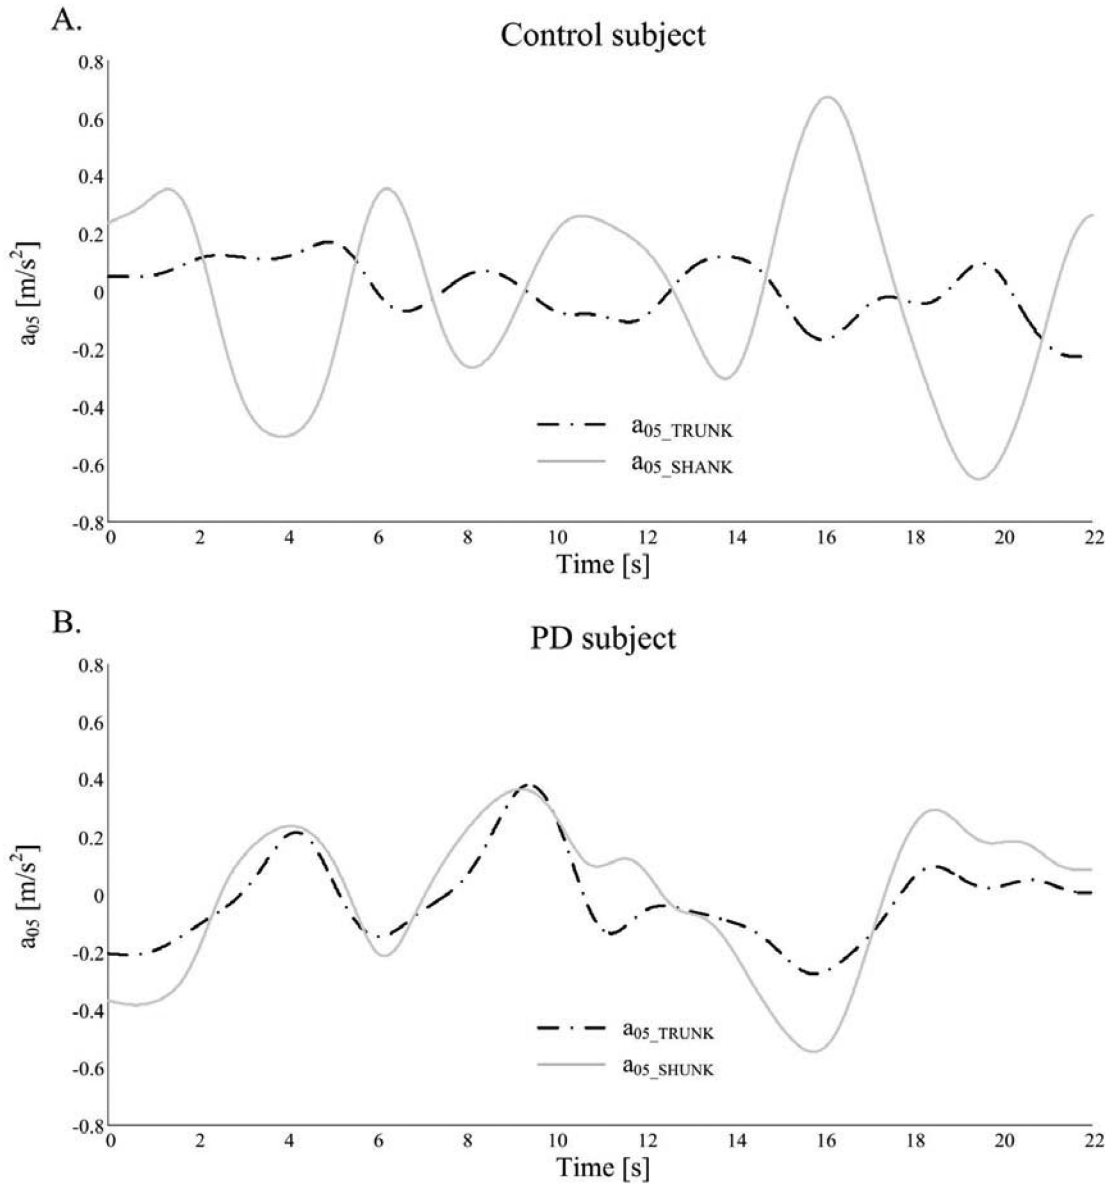 A.
Control subject
0.8
0.6
0.4
0.2
0
-0.2
-0.4
-0.6
-0.8
a05 [m/s²]
a05_TRUNK
a05_SHANK
0 2 4 6 8 10 12 14 16 18 20 22
Time [s]
B.
PD subject
0.8
0.6
0.4
0.2
0
-0.2
-0.4
-0.6
-0.8
a05 [m/s²]
a05_TRUNK
a05_SHUNK
0 2 4 6 8 10 12 14 16 18 20 22
Time [s]